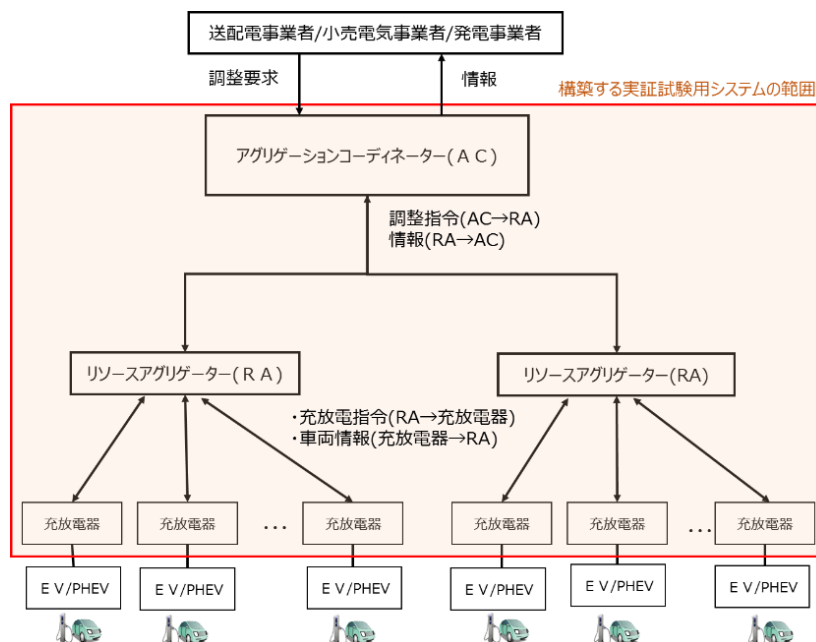 送配電事業者/小売電気事業者/発電事業者
調整要求
情報
構築する実証試験用システムの範囲
アグリゲーションコーディネーター(ＡＣ)
調整指令(AC→RA)
情報(RA→AC)
リソースアグリゲーター(ＲＡ)
リソースアグリゲーター(RA)
・充放電指令(RA→充放電器)
・車両情報(充放電器→RA)
充放電器
充放電器
…
充放電器
充放電器
充放電器
…
充放電器
ＥＶ/PHEV
ＥＶ/PHEV
ＥＶ/PHEV
ＥＶ/PHEV
ＥＶ/PHEV
ＥＶ/PHEV